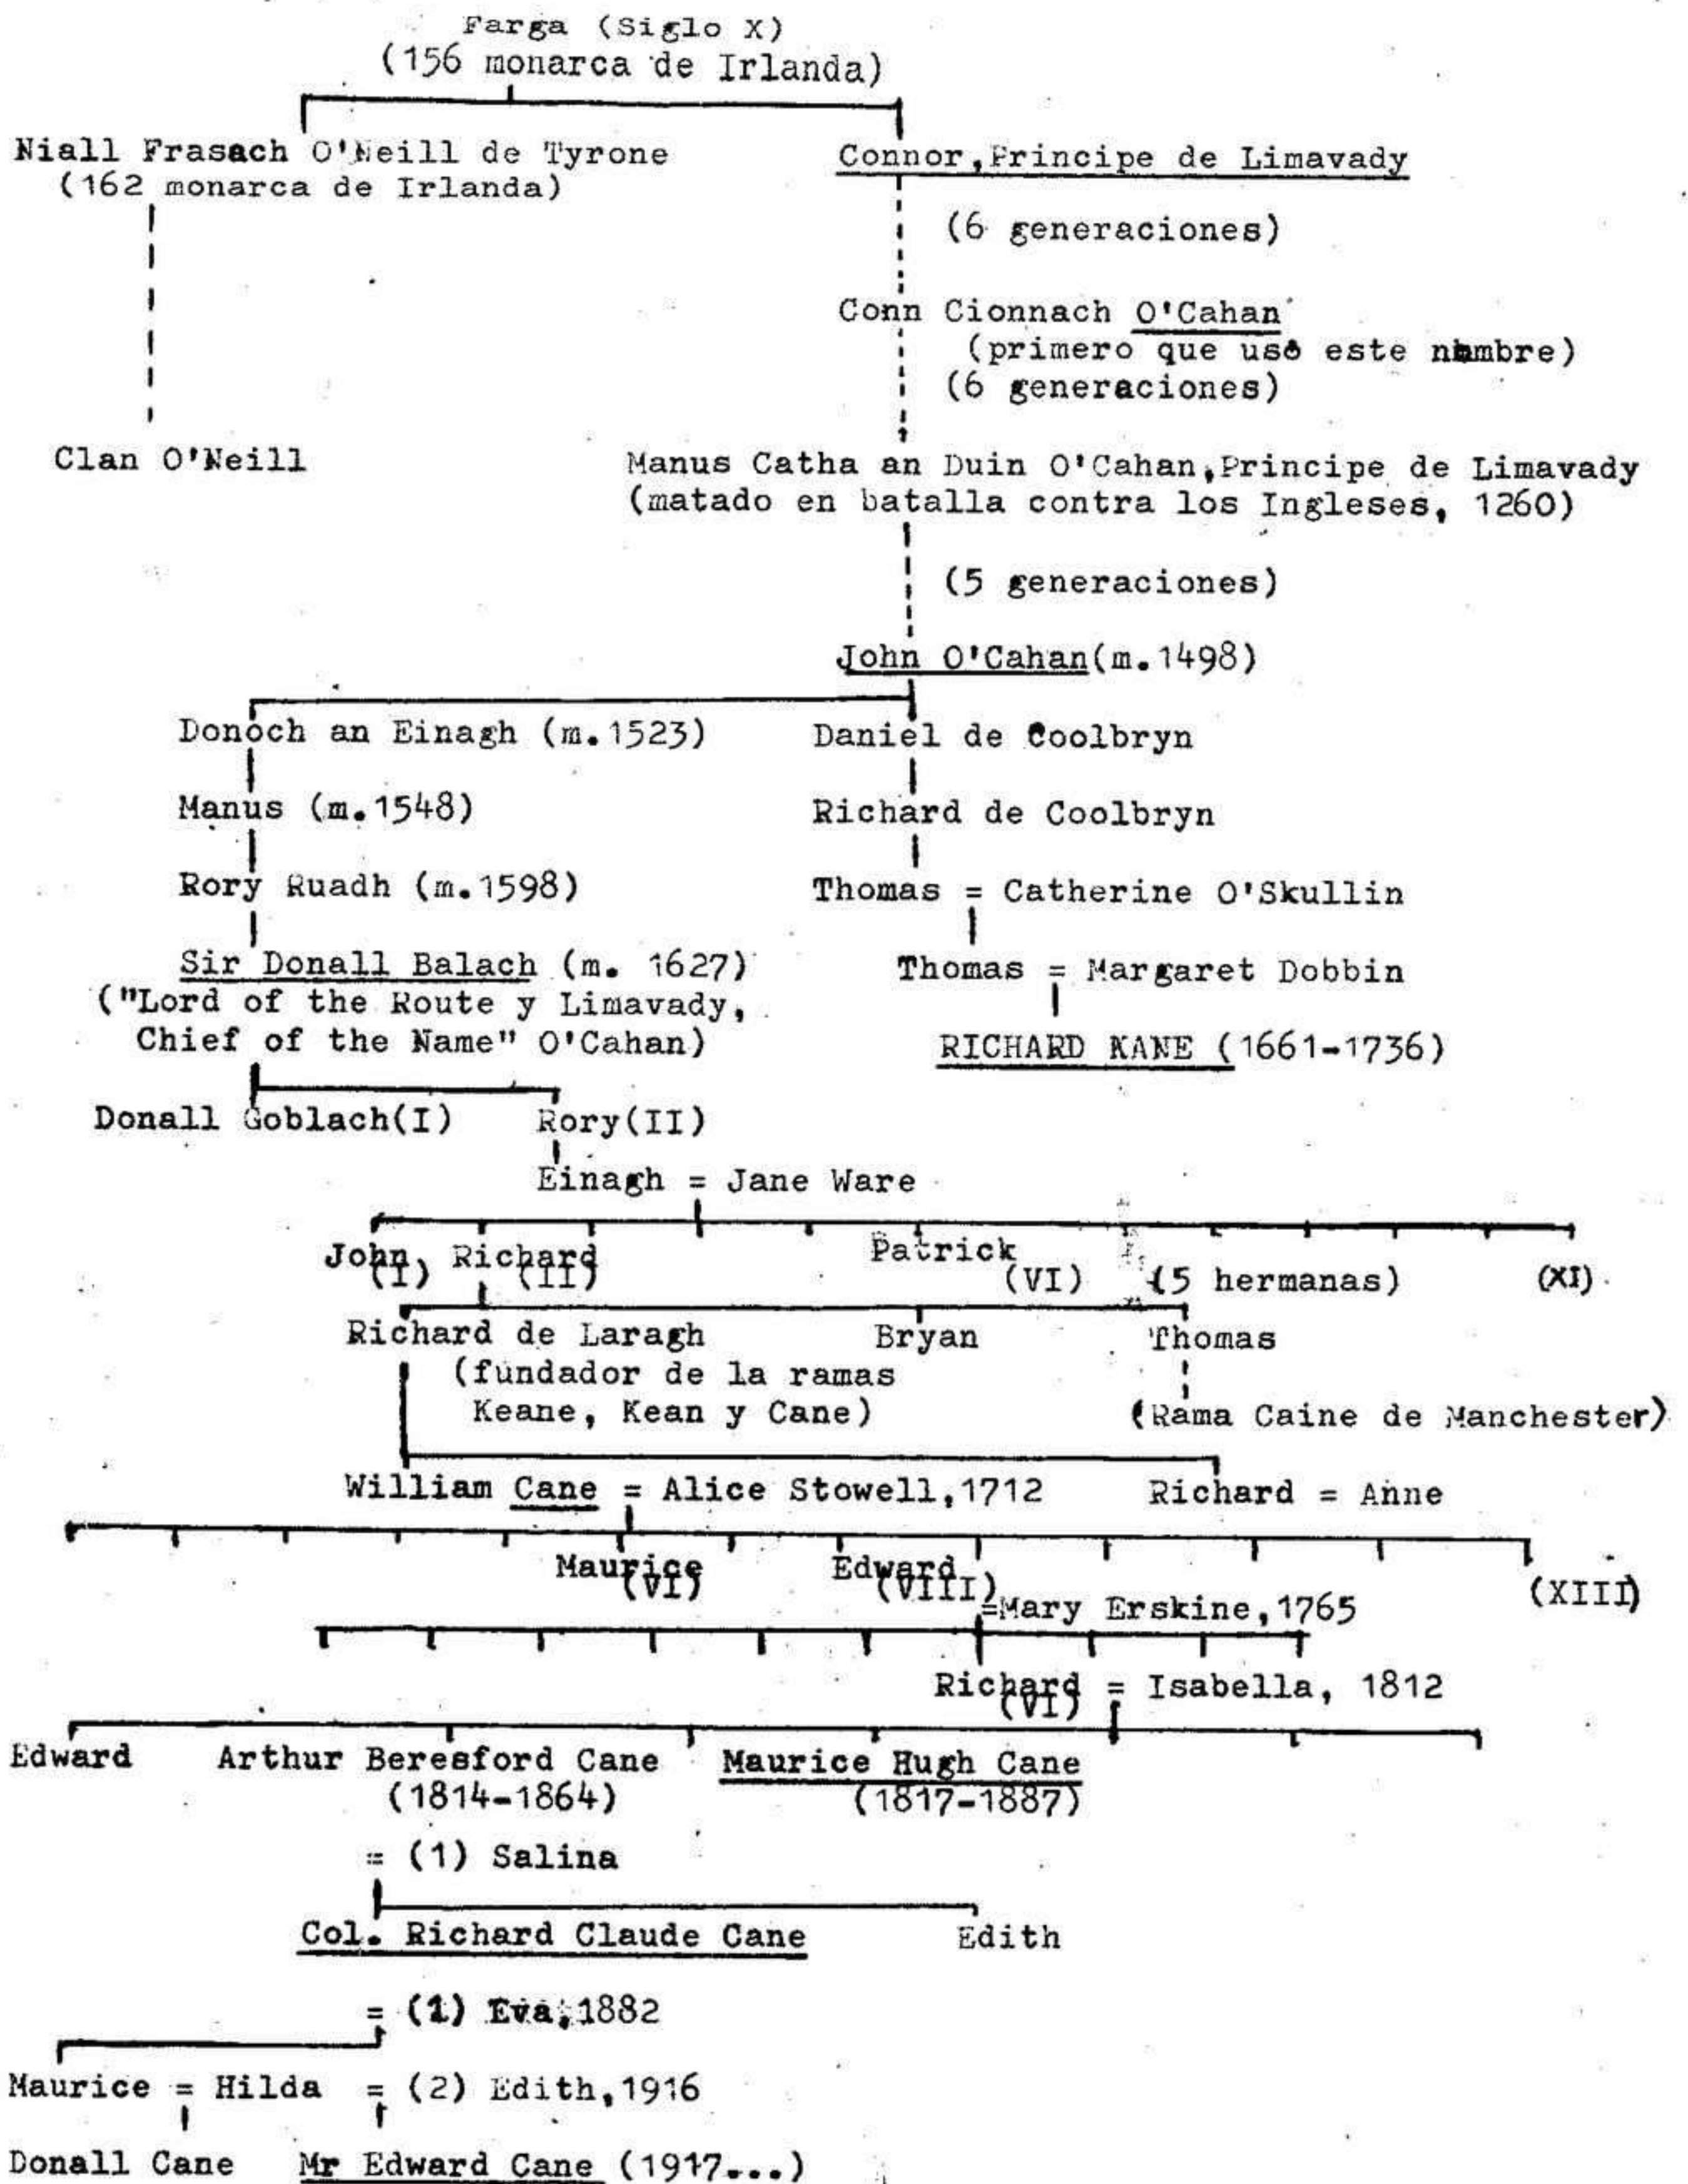 Farga (Siglo X)
(156 monarca de Irlanda)
Niall Frasach O'Neill de Tyrone
(162 monarca de Irlanda)
Connor, Principe de Limavady
(6 generaciones)
Conn Cionnach O'Cahan
(primero que usó este nombre)
(6 generaciones)
Clan O'Neill
Manus Catha an Duin O'Cahan, Principe de Limavady
(matado en batalla contra los Ingleses, 1260)
(5 generaciones)
John O'Cahan (m.1498)
Donoch an Einagh (m.1523)
Daniel de Coolbryn
Manus (m.1548)
Richard de Coolbryn
Rory Ruadh (m.1598)
Thomas = Catherine O'Skullin
Sir Donall Balach (m. 1627)
("Lord of the Route y Limavady,
Chief of the Name" O'Cahan)
Thomas = Margaret Dobbin
RICHARD KANE (1661-1736)
Donall Goblach(I) Rory(II)
Einagh = Jane Ware
John, (I) Richard (II) Patrick (VI) (5 hermanas) (XI)
Richard de Laragh Bryan Thomas
(fundador de la ramas
Keane, Kean y Cane)
(Rama Caine de Manchester)
William Cane = Alice Stowell, 1712 Richard = Anne
Maurice (VI) Edward (VIII) (XIII)
=Mary Erskine, 1765
Richard (VI) = Isabella, 1812
Edward Arthur Beresford Cane Maurice Hugh Cane
(1814-1864) (1817-1887)
= (1) Salina
Col. Richard Claude Cane Edith
= (1) Eva, 1882
Maurice = Hilda = (2) Edith, 1916
Donall Cane Mr Edward Cane (1917...)